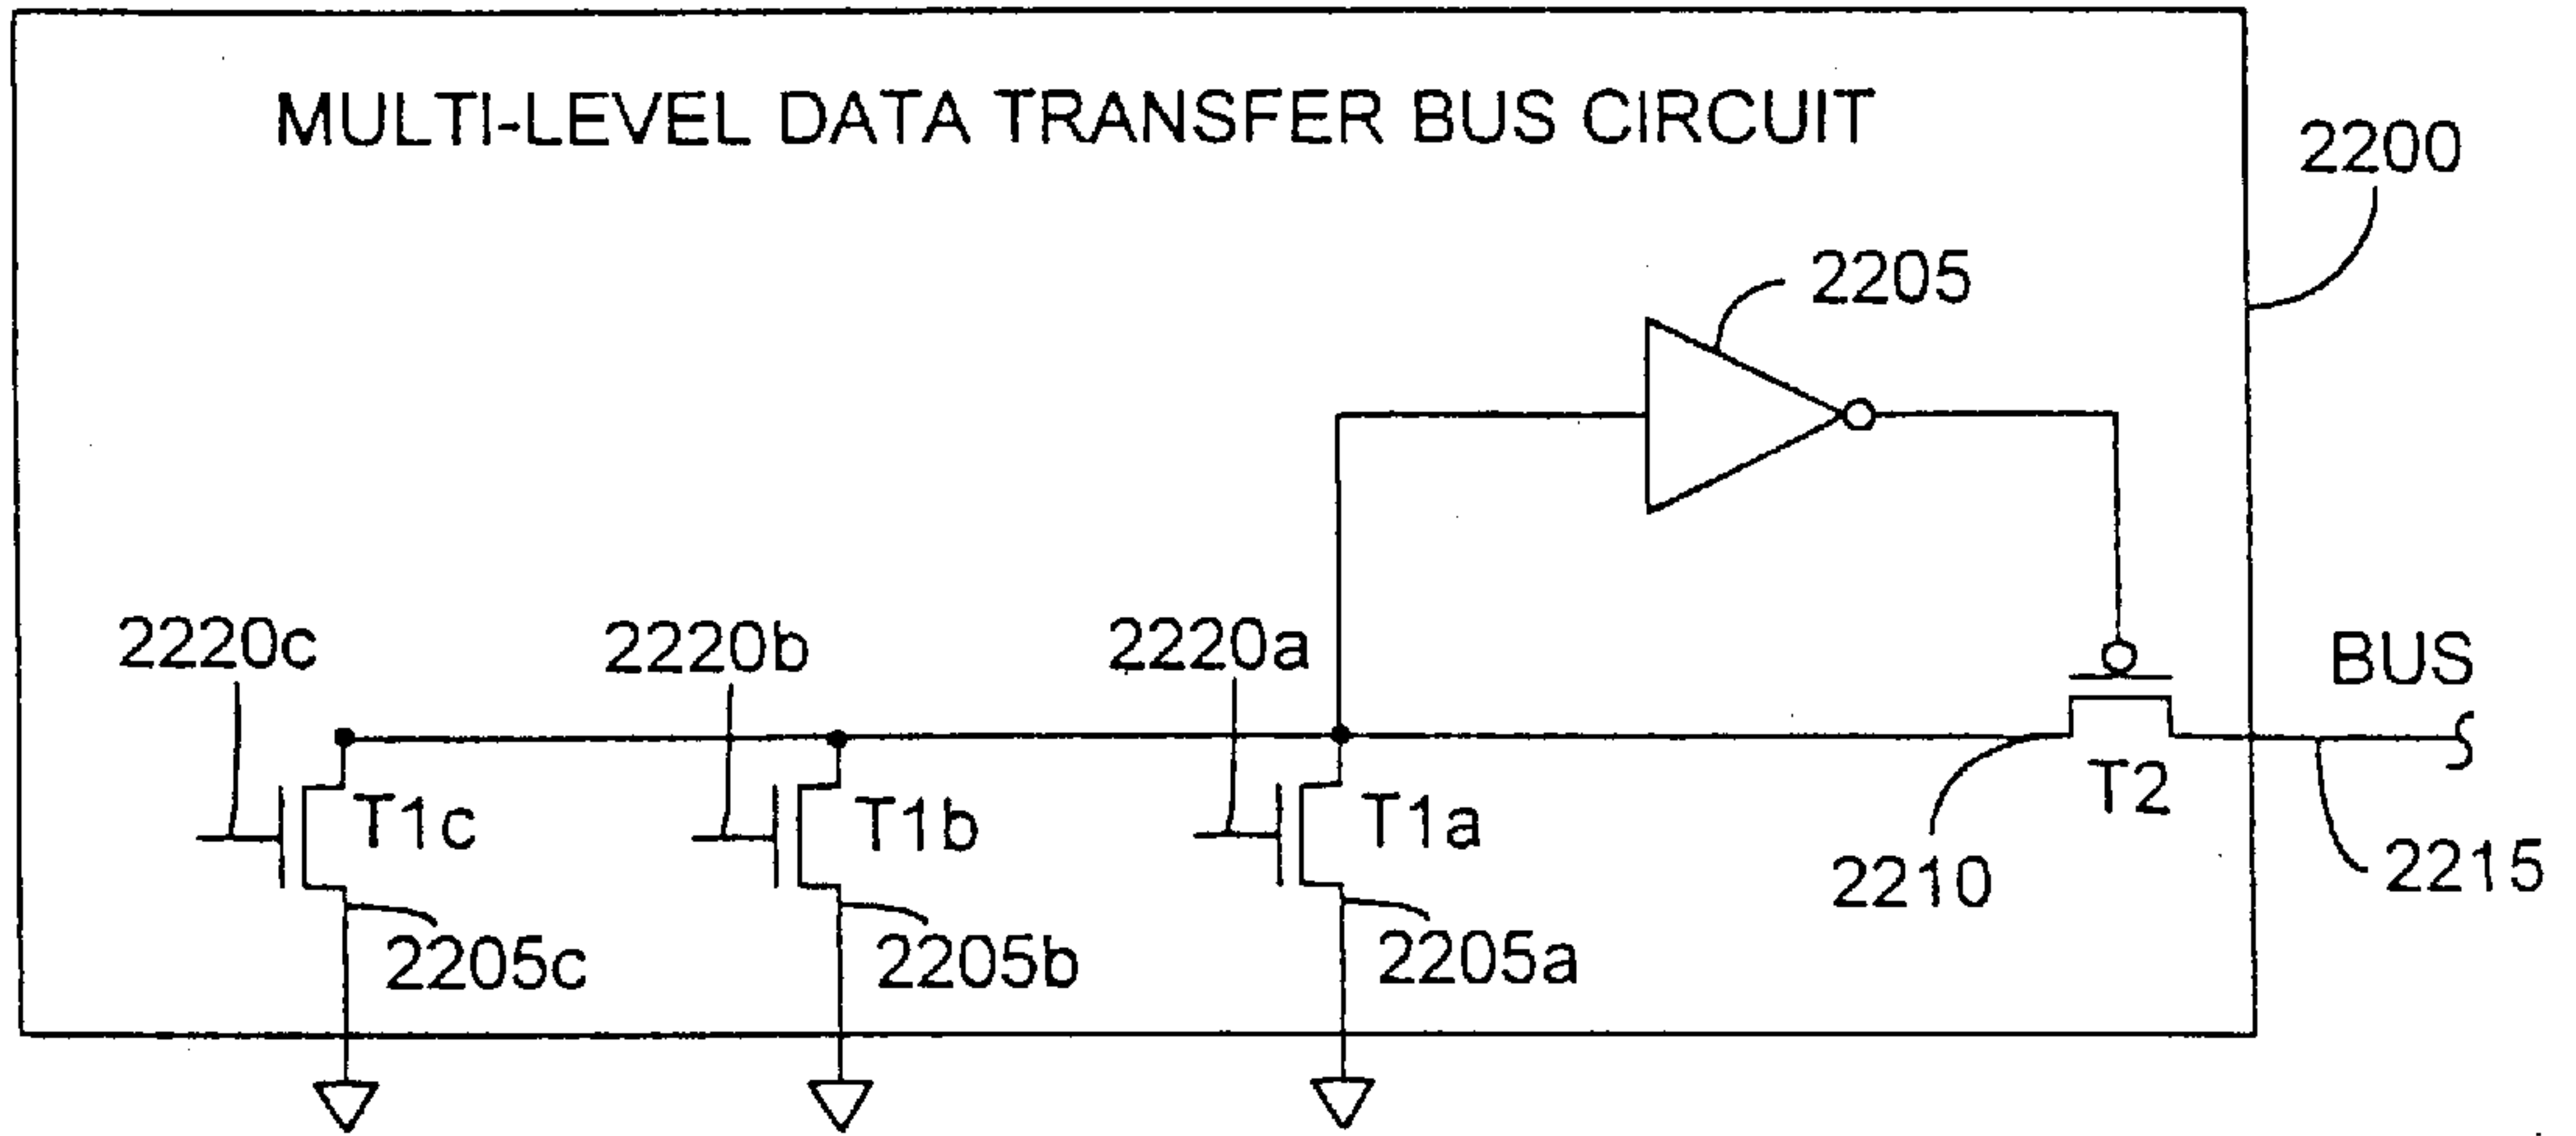 MULTI-LEVEL DATA TRANSFER BUS CIRCUIT
2200
2205
2220c
2220b
2220a
BUS
T1c
T1b
T1a
T2
2210
2215
2205c
2205b
2205a